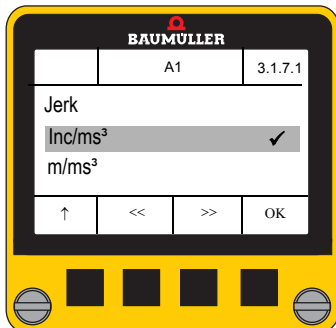 BAUMÜLLER
A1 3.1.7.1
Jerk
Inc/ms³ ✓
m/ms³
↑ << >> OK